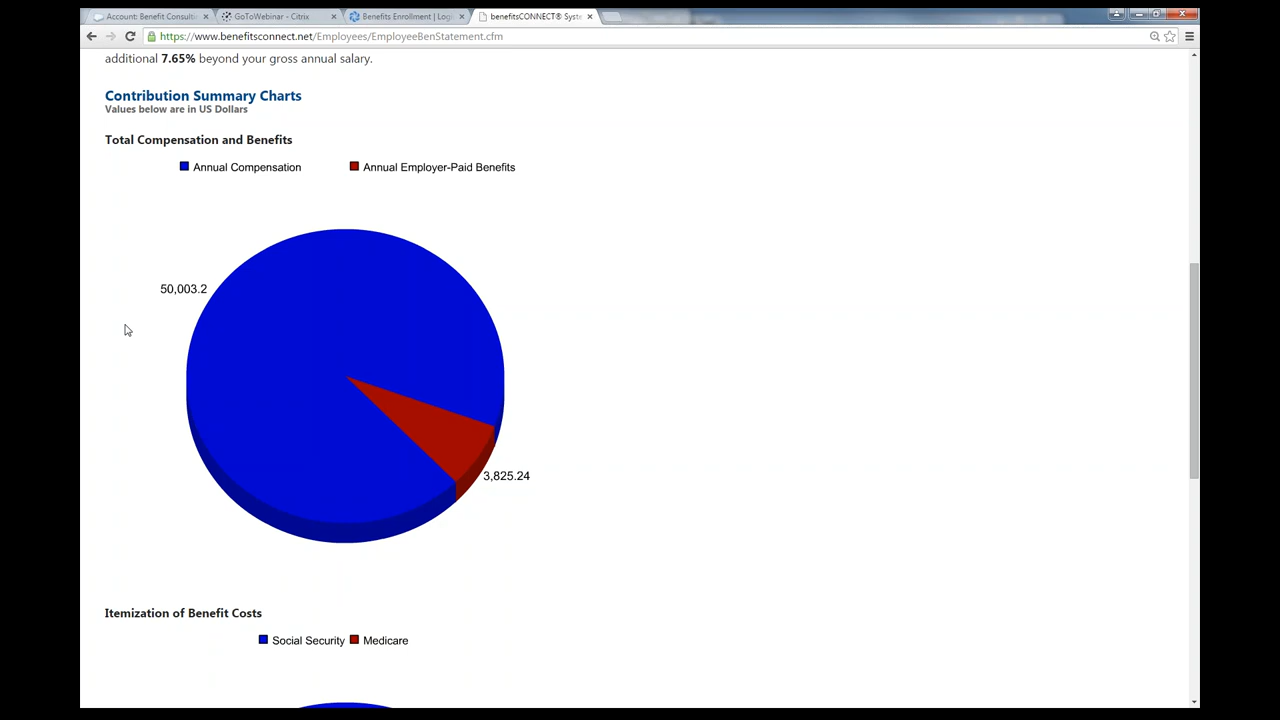 Account: Benefit Consulta
GoToWebinar - Citrix
Benefits Enrollment | Logi
benefitsCONNECT® Syste
https://www.benefitsconnect.net/Employees/EmployeeBenStatement.cfm
additional 7.65% beyond your gross annual salary.
Contribution Summary Charts
Values below are in US Dollars
Total Compensation and Benefits
Annual Compensation
Annual Employer-Paid Benefits
50,003.2
3,825.24
Itemization of Benefit Costs
Social Security
Medicare